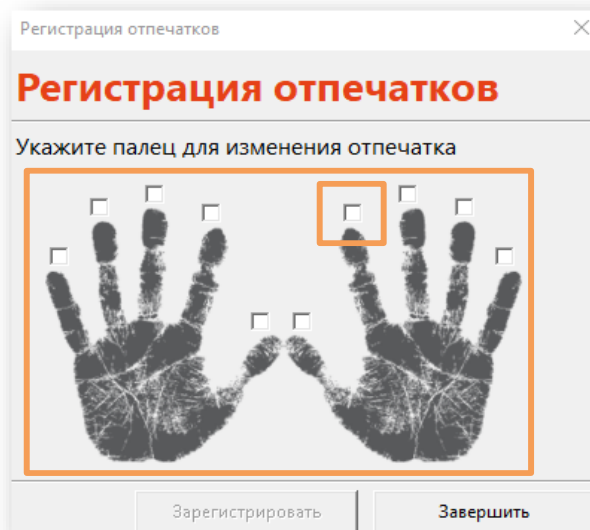 Регистрация отпечатков
Регистрация отпечатков
Укажите палец для изменения отпечатка
Зарегистрировать
Завершить